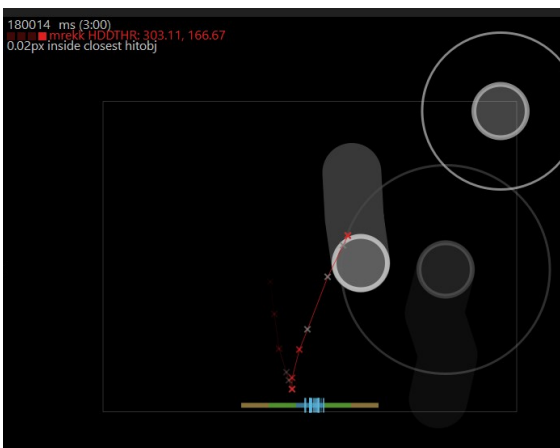 180014 ms (3:00)
mrekk HDDTHR: 303.11, 166.67
0.02px inside closest hitobj